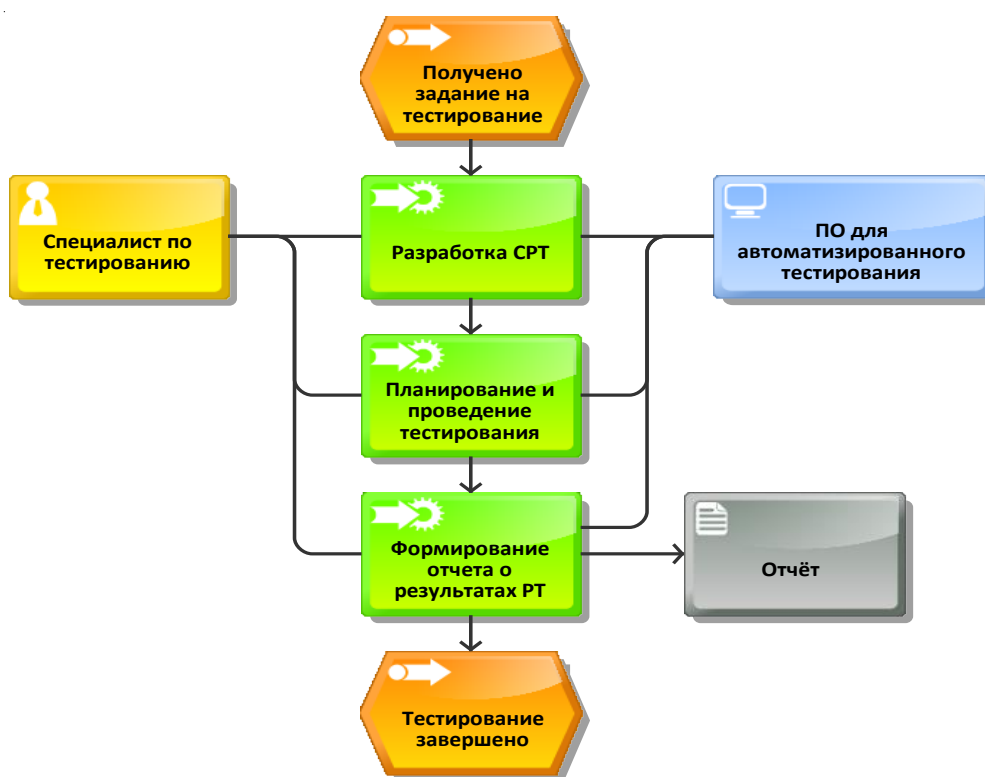 Получено
задание на
тестирование
Специалист по
тестированию
Разработка СРТ
ПО для
автоматизированного
тестирования
Планирование и
проведение
тестирования
Формирование
отчета о
результатах РТ
Отчёт
Тестирование
завершено